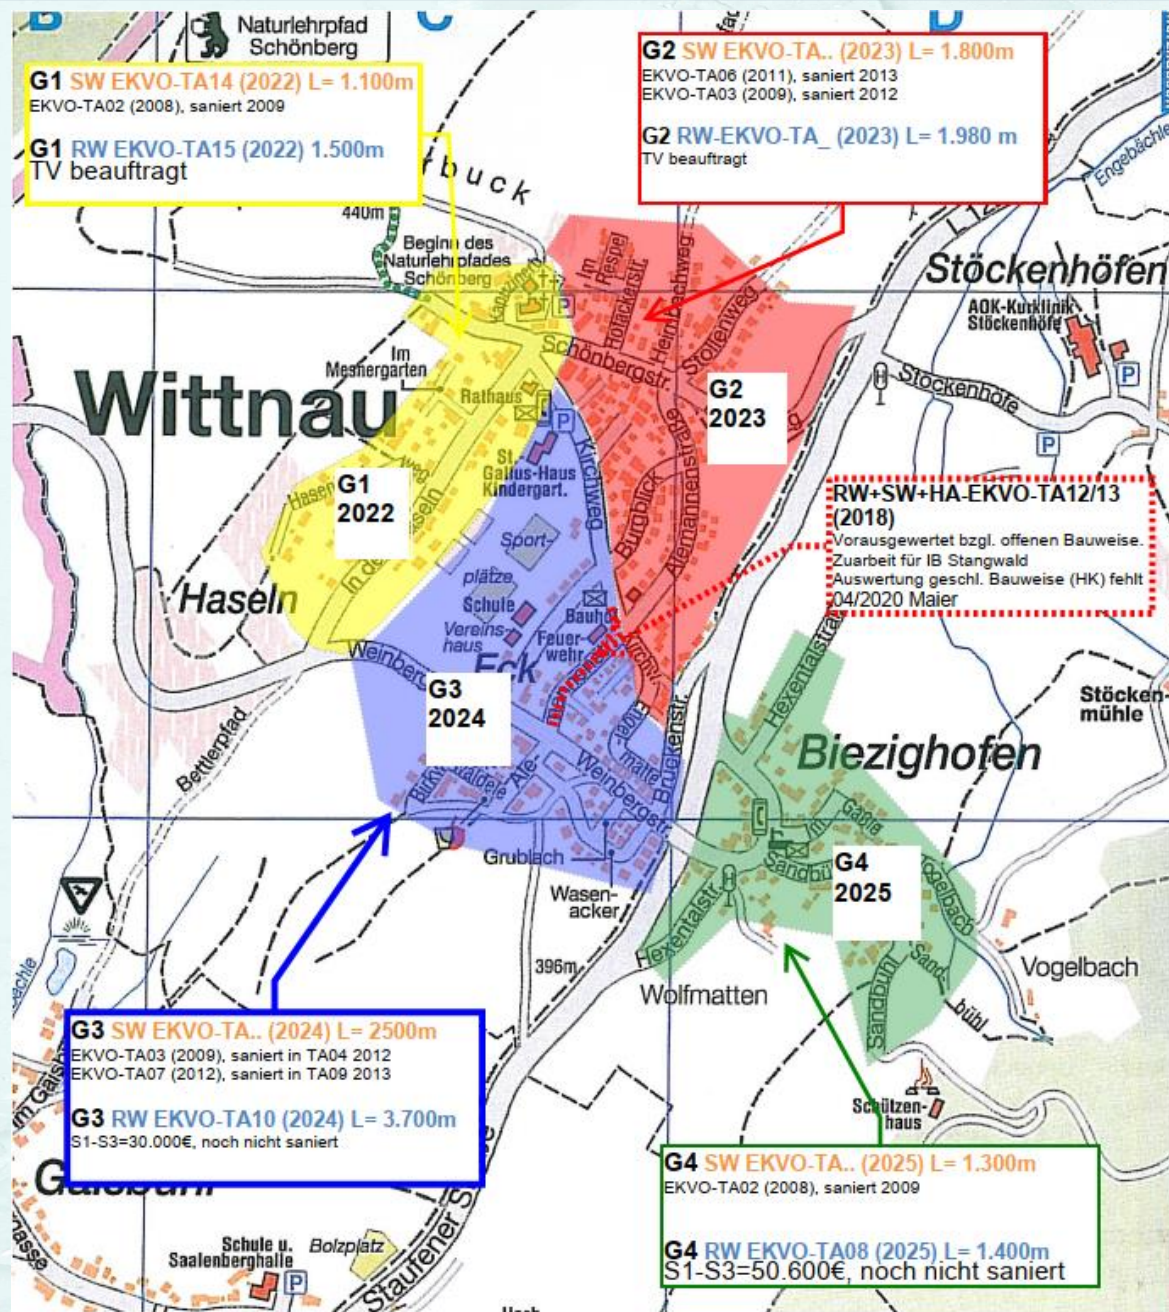 B
C
D
Naturlehrpfad
Schönberg
G1 SW EKVO-TA14 (2022) L= 1.100m
EKVO-TA02 (2008), saniert 2009
G1 RW EKVO-TA15 (2022) 1.500m
TV beauftragt
G2 SW EKVO-TA.. (2023) L= 1.800m
EKVO-TA06 (2011), saniert 2013
EKVO-TA03 (2009), saniert 2012
G2 RW-EKVO-TA_ (2023) L= 1.980 m
TV beauftragt
buck
440m
Beginn des
Naturlehrpfades
Schönberg
P
Im
Mesnergarten
Wittnau
Rathaus
P
St.
Gallus-Haus
Kindergart.
Kirchweg
Schönbergstr.
Heimbachweg
Stollenweg
Burgblick
Alemannenstraße
Engebächle
Stöckenhöfen
AOK-Kurklinik
Stöckenhöfe
P
Stöckenhöfe
P
G2
2023
G1
2022
Sport-
plätze
Schule
Vereins-
haus
Bauhof
Feuer-
wehr
Eck
Haseln
Weinberg
G3
2024
RW+SW+HA-EKVO-TA12/13
(2018)
Vorausgewertet bzgl. offenen Bauweise.
Zuarbeit für IB Stangwald
Auswertung geschl. Bauweise (HK) fehlt
04/2020 Maier
Hexentalstraße
Stöcken-
mühle
Biezighofen
Bettlerpfad
Weinbergstr.
Brückenstr.
Grublach
Wasen-
acker
G4
2025
Vogelbach
Hexentalstr.
Sandbühl
Sand-
bühl
Vogelbach
396m
Wolfmatten
Schützen-
haus
G3 SW EKVO-TA.. (2024) L= 2500m
EKVO-TA03 (2009), saniert in TA04 2012
EKVO-TA07 (2012), saniert in TA09 2013
G3 RW EKVO-TA10 (2024) L= 3.700m
S1-S3=30.000€, noch nicht saniert
G4 SW EKVO-TA.. (2025) L= 1.300m
EKVO-TA02 (2008), saniert 2009
G4 RW EKVO-TA08 (2025) L= 1.400m
S1-S3=50.600€, noch nicht saniert
Schule u.
Saalenberghalle
P
Bolzplatz
Staufener